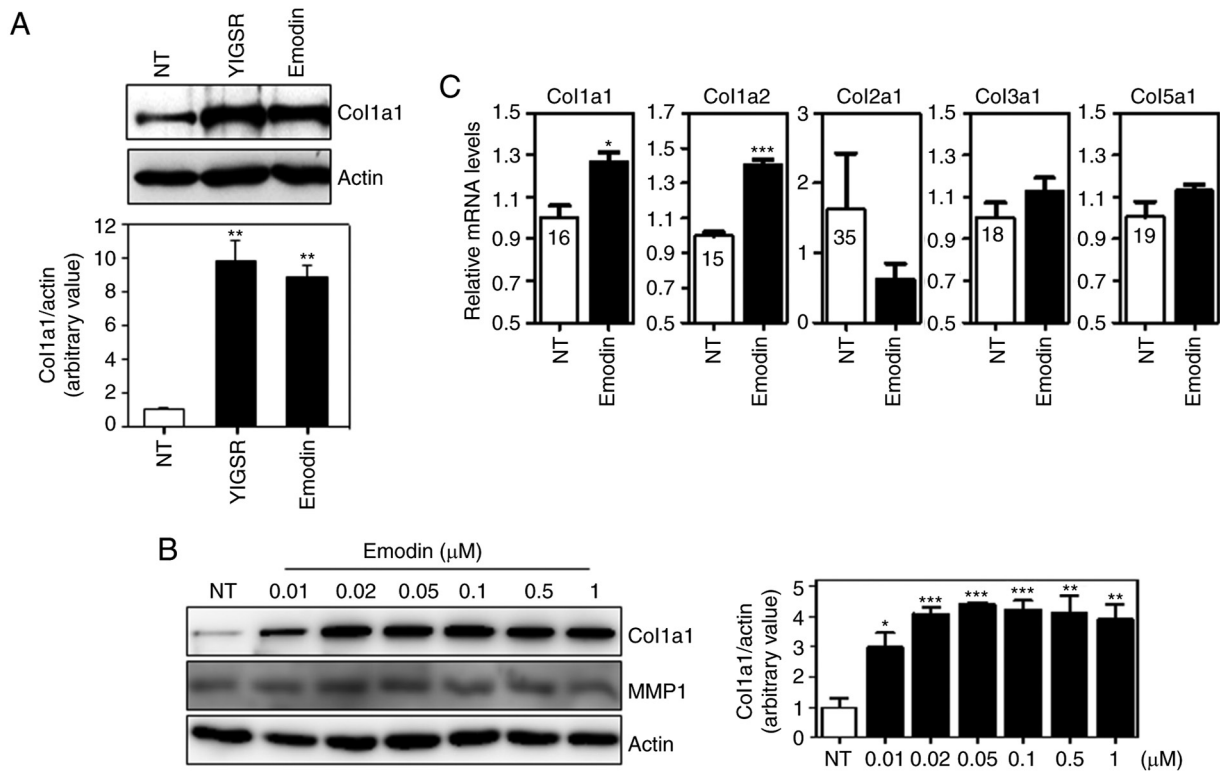 A
NT
YIGSR
Emodin
Col1a1
Actin
Col1a1/actin
(arbitrary value)
12
10
8
6
4
2
0
**
**
NT
YIGSR
Emodin
C
Relative mRNA levels
Col1a1
1.5
1.3
1.1
0.9
0.7
0.5
*
16
NT
Emodin
Col1a2
1.7
1.5
1.3
1.1
0.9
0.7
0.5
***
15
NT
Emodin
Col2a1
3
2
1
0
35
NT
Emodin
Col3a1
1.5
1.3
1.1
0.9
0.7
0.5
18
NT
Emodin
Col5a1
1.5
1.3
1.1
0.9
0.7
0.5
19
NT
Emodin
B
Emodin (μM)
NT 0.01 0.02 0.05 0.1 0.5 1
Col1a1
MMP1
Actin
Col1a1/actin
(arbitrary value)
5
4
3
2
1
0
* *** *** *** ** **
NT 0.01 0.02 0.05 0.1 0.5 1 (μM)